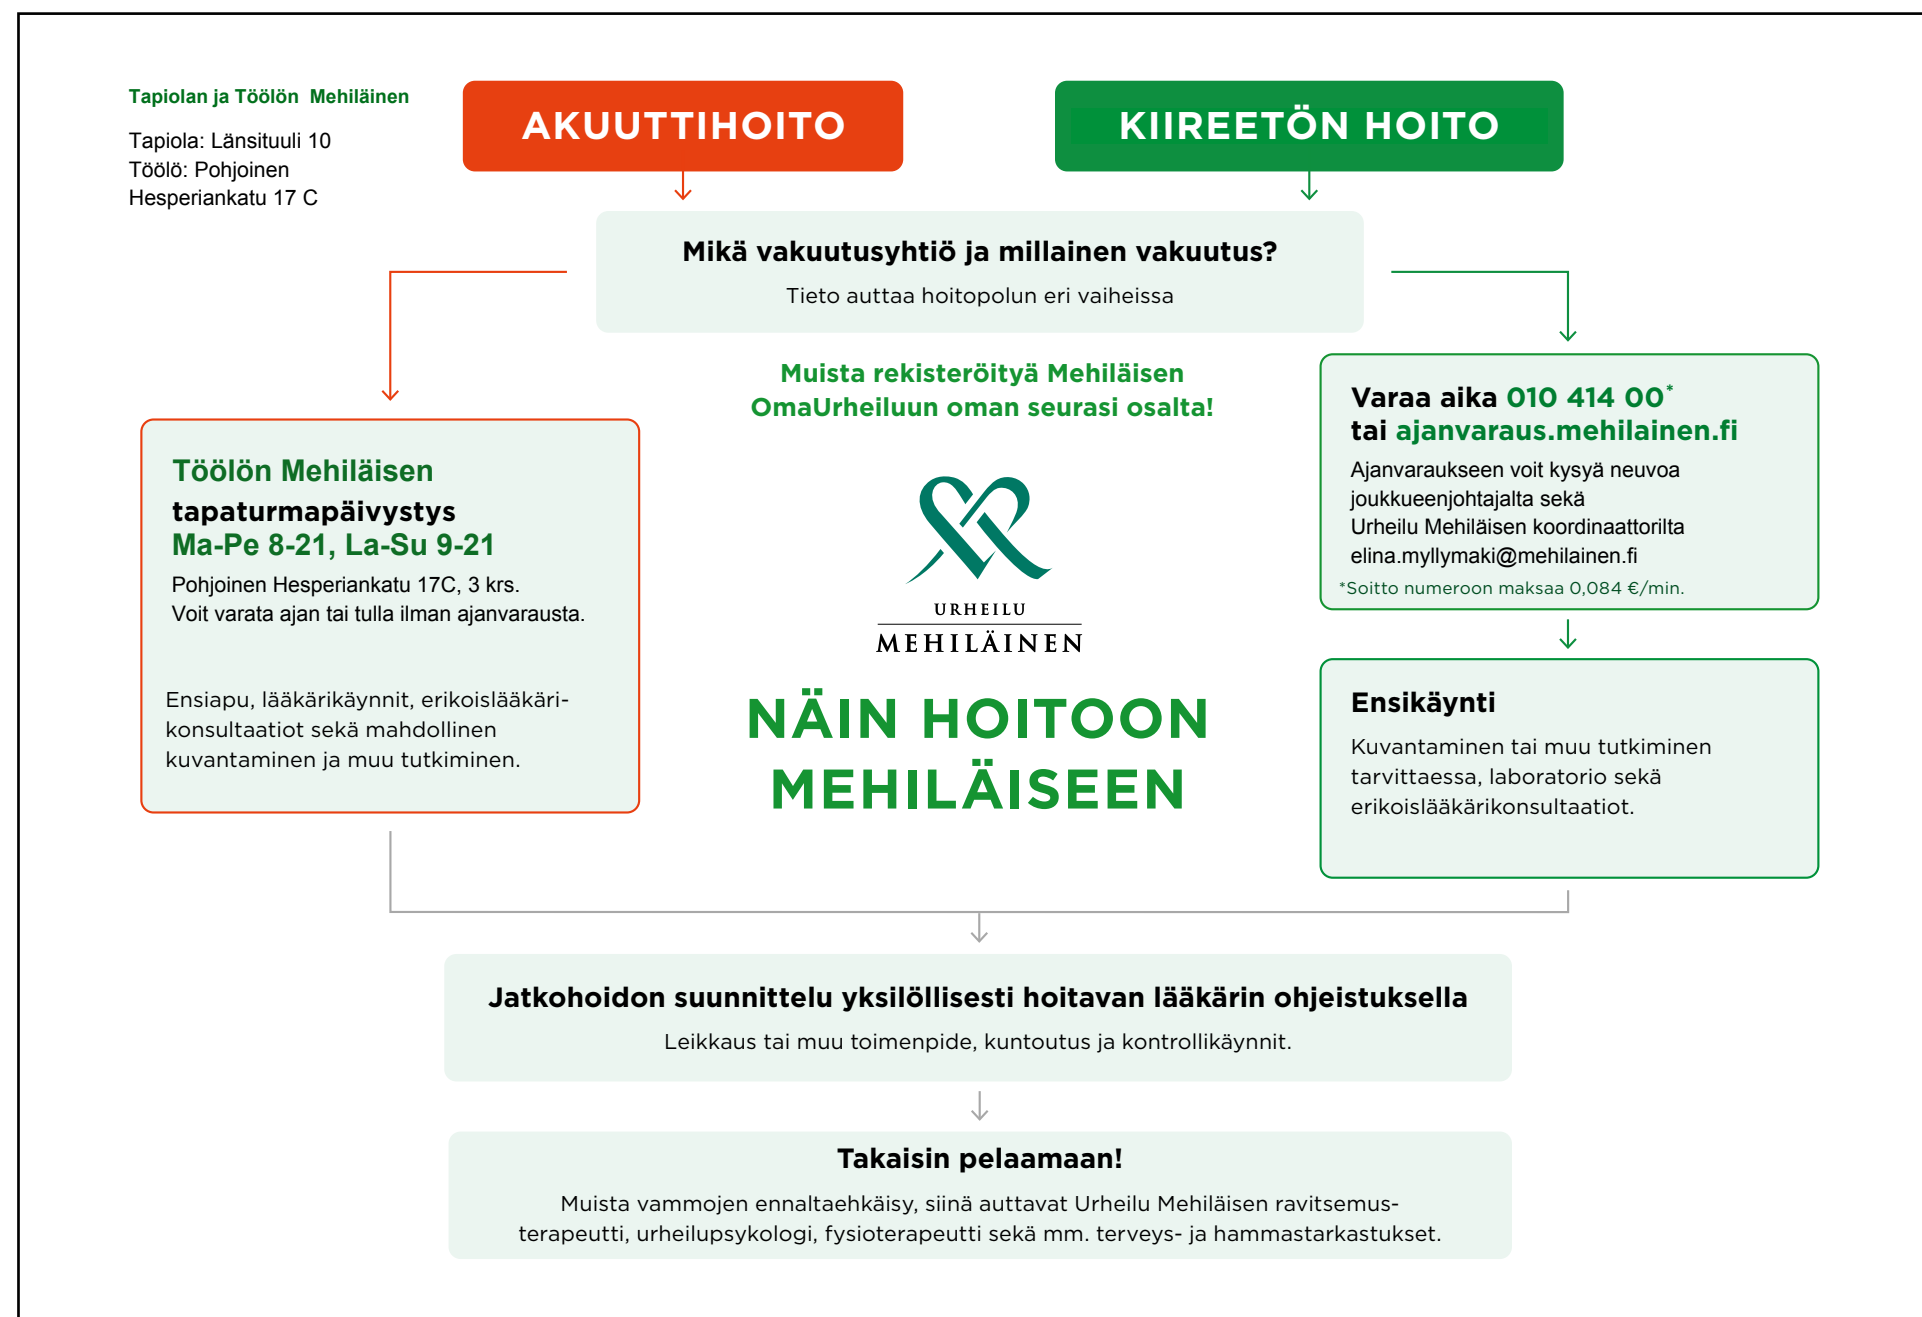 Tapiolan ja Töölön Mehiläinen
Tapiola: Länsituuli 10
Töölö: Pohjoinen
Hesperiankatu 17 C
AKUUTTIHOITO
KIIREETÖN HOITO
Mikä vakuutusyhtiö ja millainen vakuutus?
Tieto auttaa hoitopolun eri vaiheissa
Muista rekisteröityä Mehiläisen
OmaUrheiluun oman seurasi osalta!
Töölön Mehiläisen
tapaturmapäivystys
Ma-Pe 8-21, La-Su 9-21
Pohjoinen Hesperiankatu 17C, 3 krs.
Voit varata ajan tai tulla ilman ajanvarausta.
Ensiapu, lääkärikäynnit, erikoislääkäri-
konsultaatiot sekä mahdollinen
kuvantaminen ja muu tutkiminen.
URHEILU
MEHILÄINEN
NÄIN HOITOON
MEHILÄISEEN
Varaa aika 010 414 00*
tai ajanvaraus.mehilainen.fi
Ajanvaraukseen voit kysyä neuvoa
joukkueenjohtajalta sekä
Urheilu Mehiläisen koordinaattorilta
elina.myllymaki@mehilainen.fi
*Soitto numeroon maksaa 0,084 €/min.
Ensikäynti
Kuvantaminen tai muu tutkiminen
tarvittaessa, laboratorio sekä
erikoislääkärikonsultaatiot.
Jatkohoidon suunnittelu yksilöllisesti hoitavan lääkärin ohjeistuksella
Leikkaus tai muu toimenpide, kuntoutus ja kontrollikäynnit.
Takaisin pelaamaan!
Muista vammojen ennaltaehkäisy, siinä auttavat Urheilu Mehiläisen ravitsemus-
terapeutti, urheilupsykologi, fysioterapeutti sekä mm. terveys- ja hammastarkastukset.